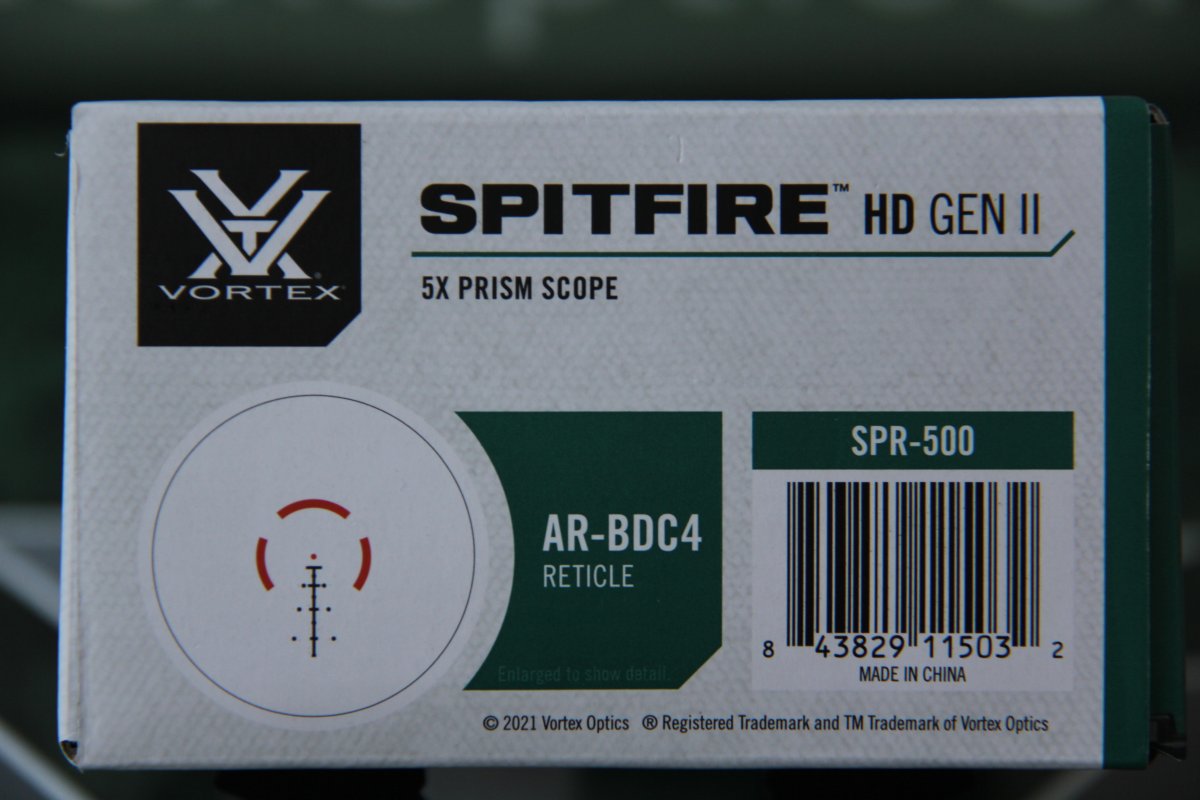 VORTEX®
SPITFIRE™ HD GEN II
5X PRISM SCOPE
AR-BDC4
RETICLE
Enlarged to show detail.
SPR-500
8 43829 11503 2
MADE IN CHINA
© 2021 Vortex Optics ® Registered Trademark and TM Trademark of Vortex Optics